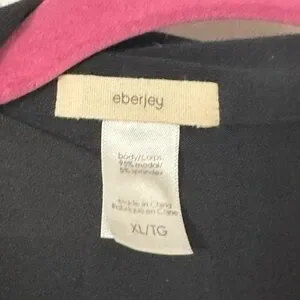 eberjey
body/corps
95% modal/
5% spandex
Made in China
Fabriqué en Chine
XL/TG